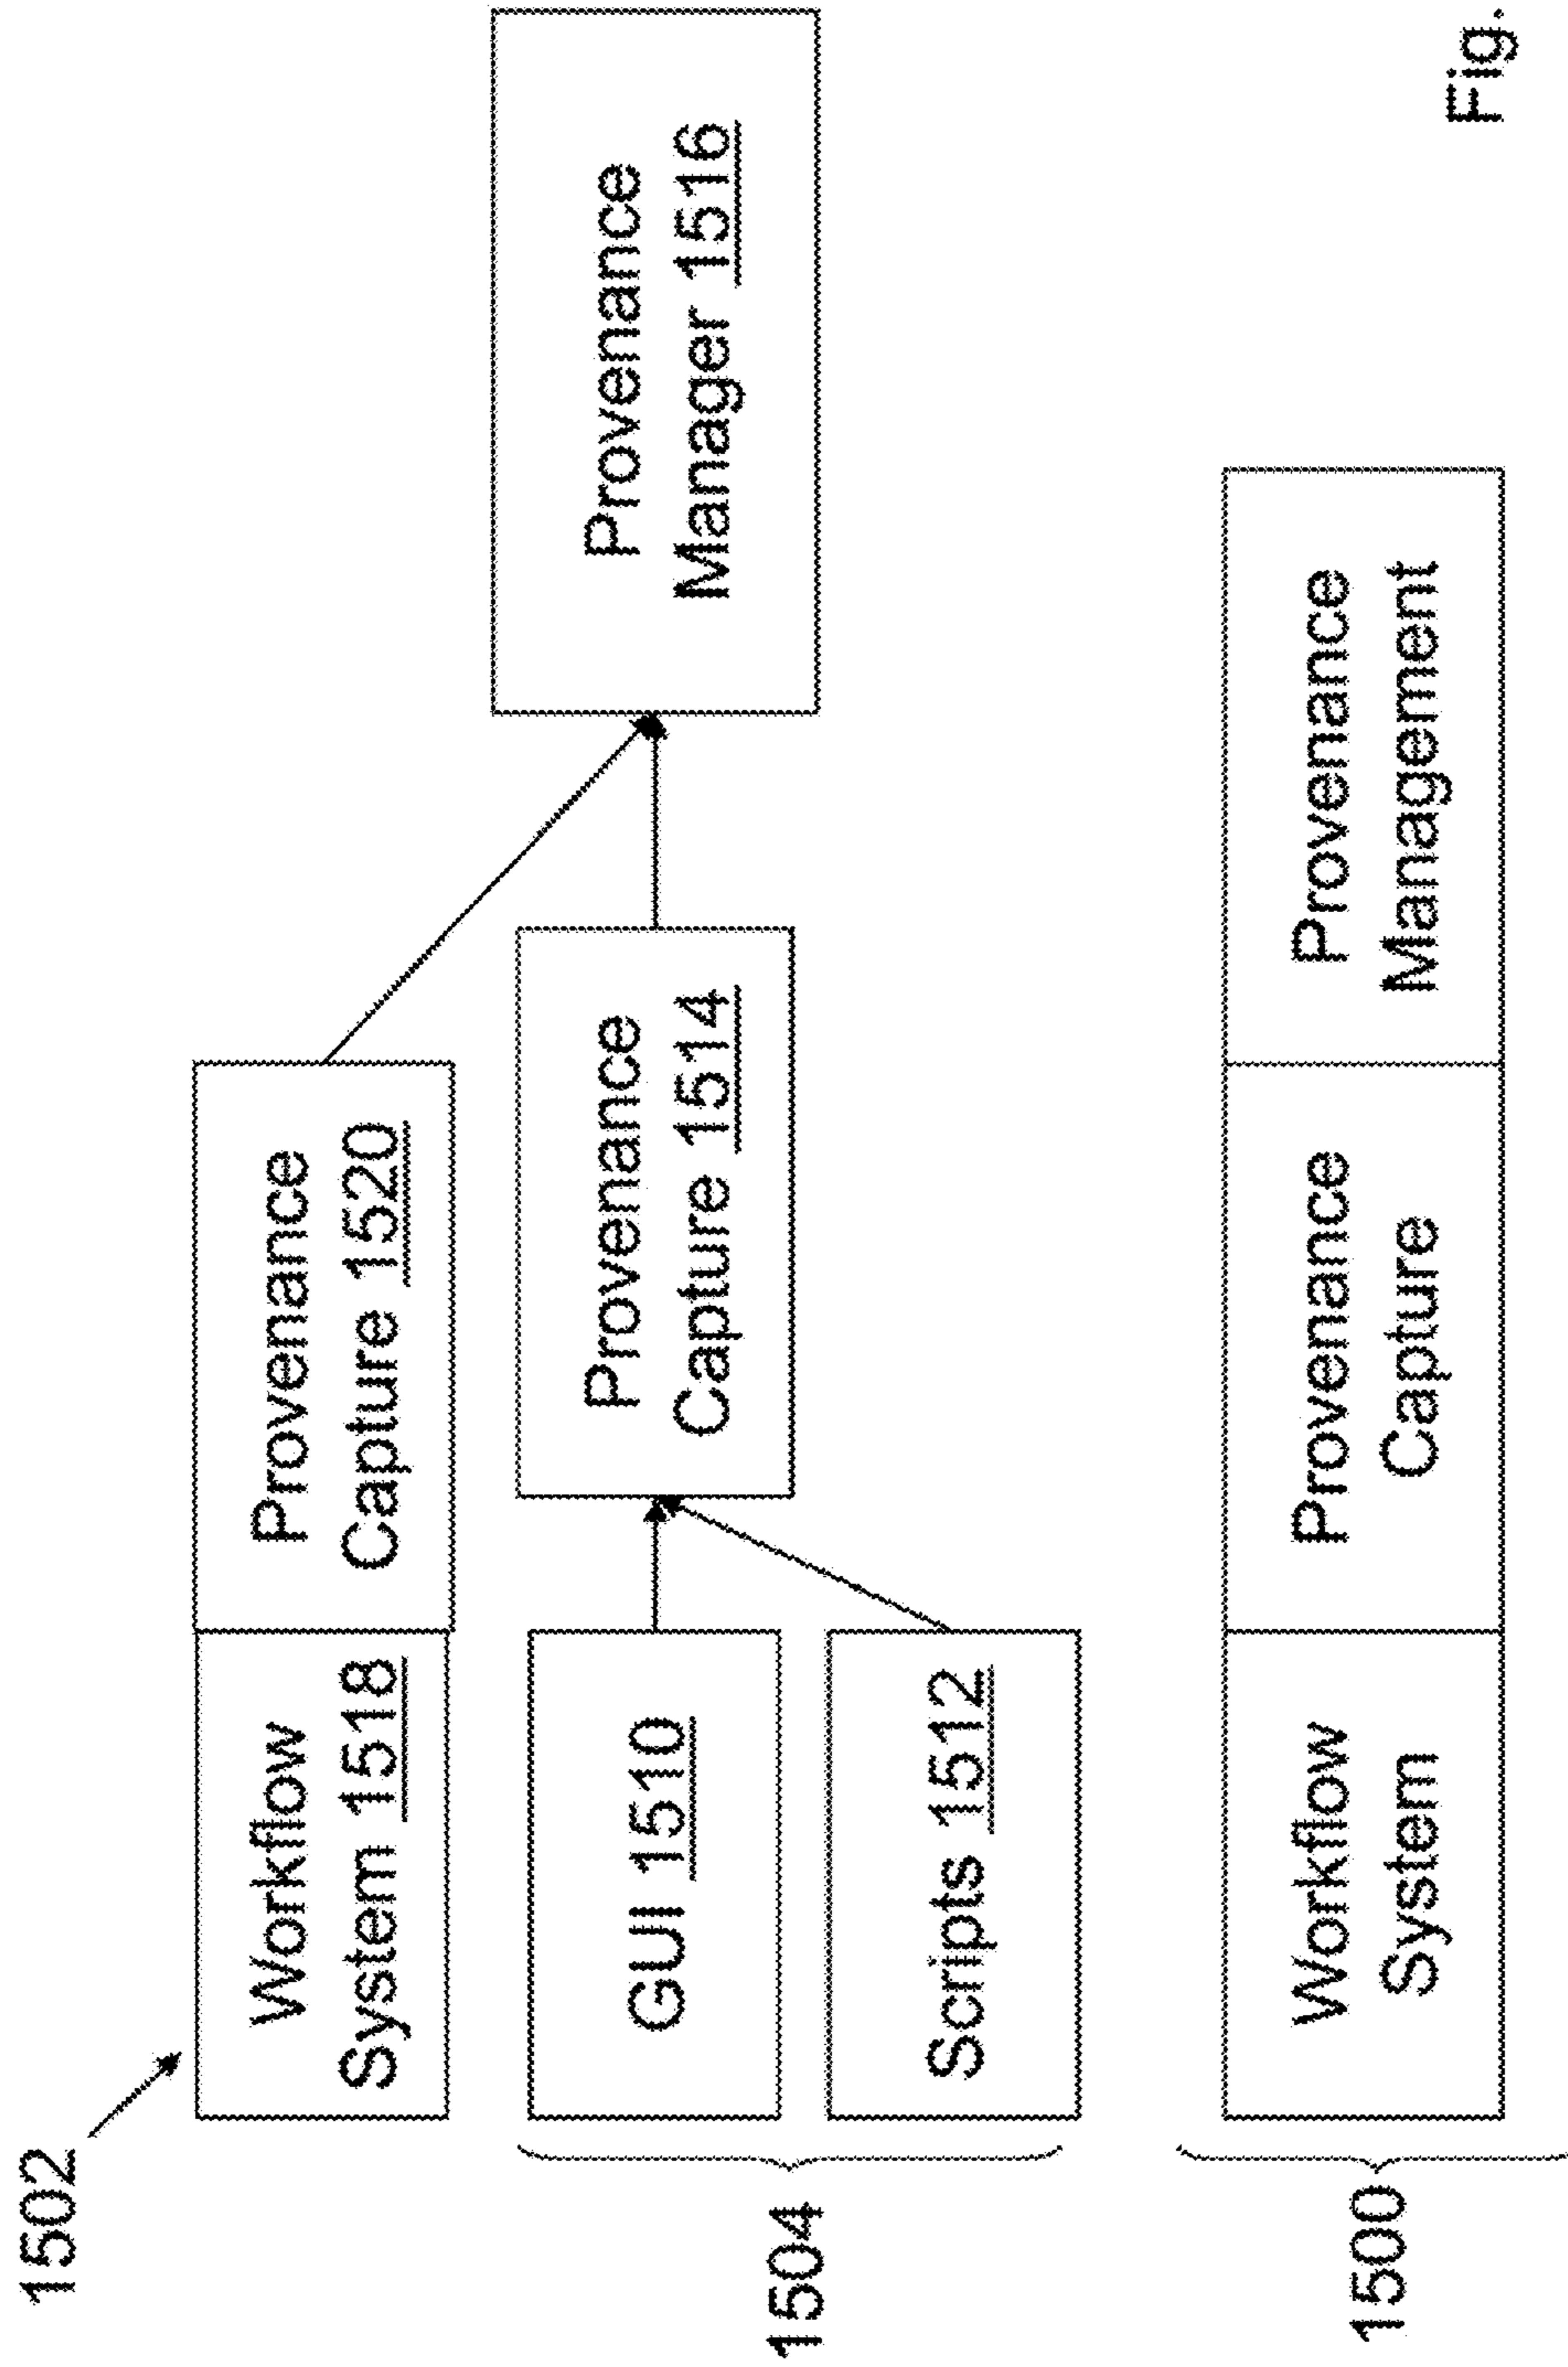 1502
Workflow
System 1518
Provenance
Capture 1520
1504
GUI 1510
Scripts 1512
Provenance
Capture 1514
Provenance
Manager 1516
1500
Workflow
System
Provenance
Capture
Provenance
Management
Fig.